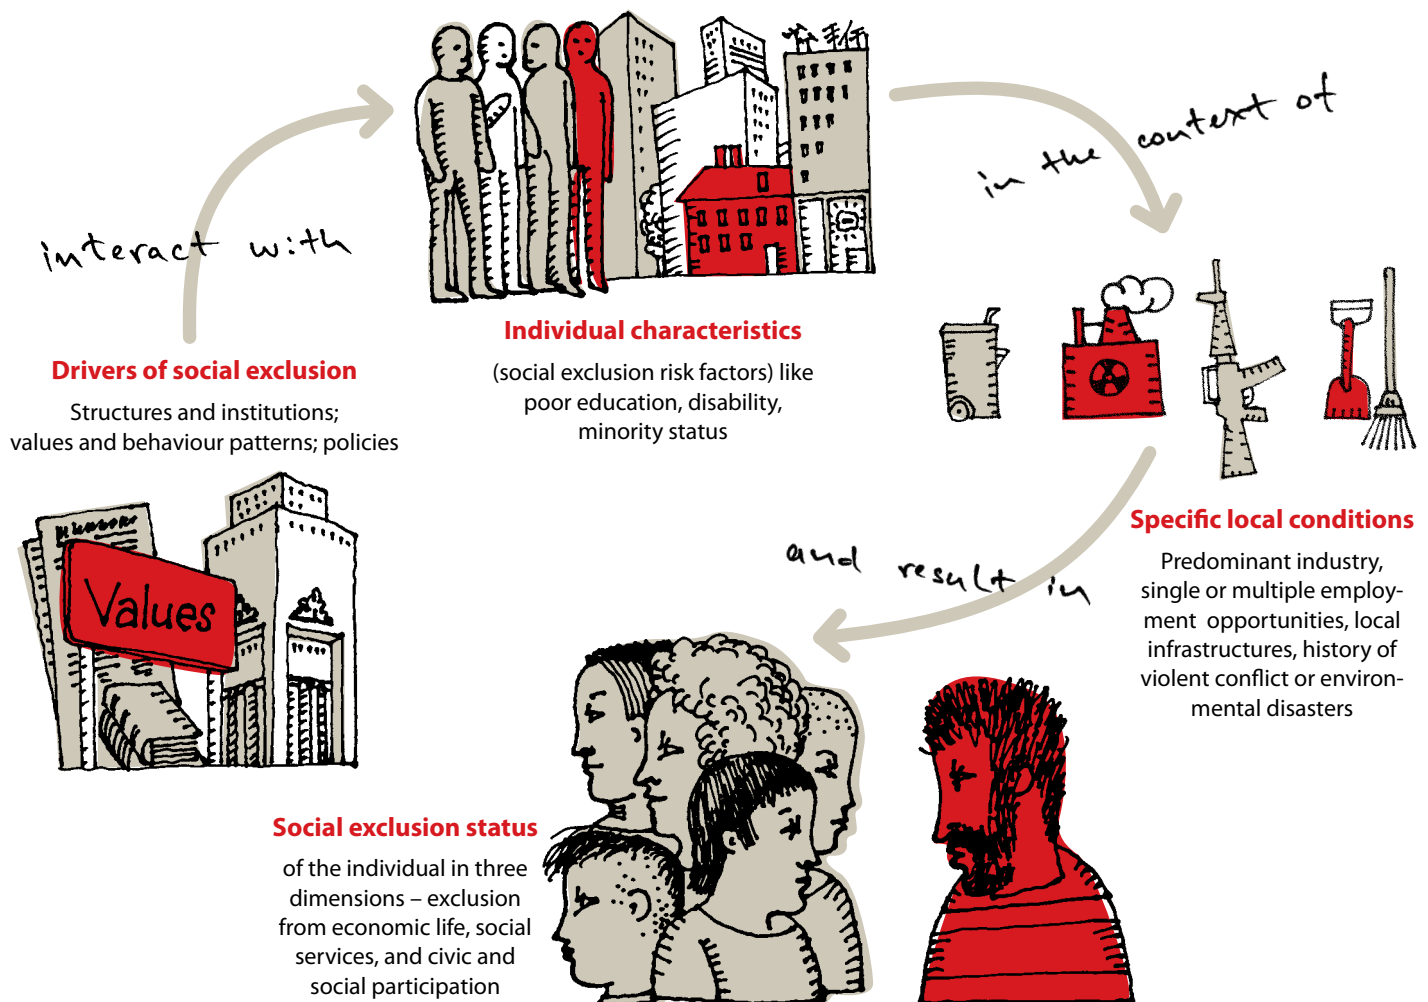 interact with
in the context of
Individual characteristics
(social exclusion risk factors) like
poor education, disability,
minority status
Drivers of social exclusion
Structures and institutions;
values and behaviour patterns; policies
Values
Specific local conditions
Predominant industry,
single or multiple employ-
ment opportunities, local
infrastructures, history of
violent conflict or environ-
mental disasters
and result in
Social exclusion status
of the individual in three
dimensions – exclusion
from economic life, social
services, and civic and
social participation